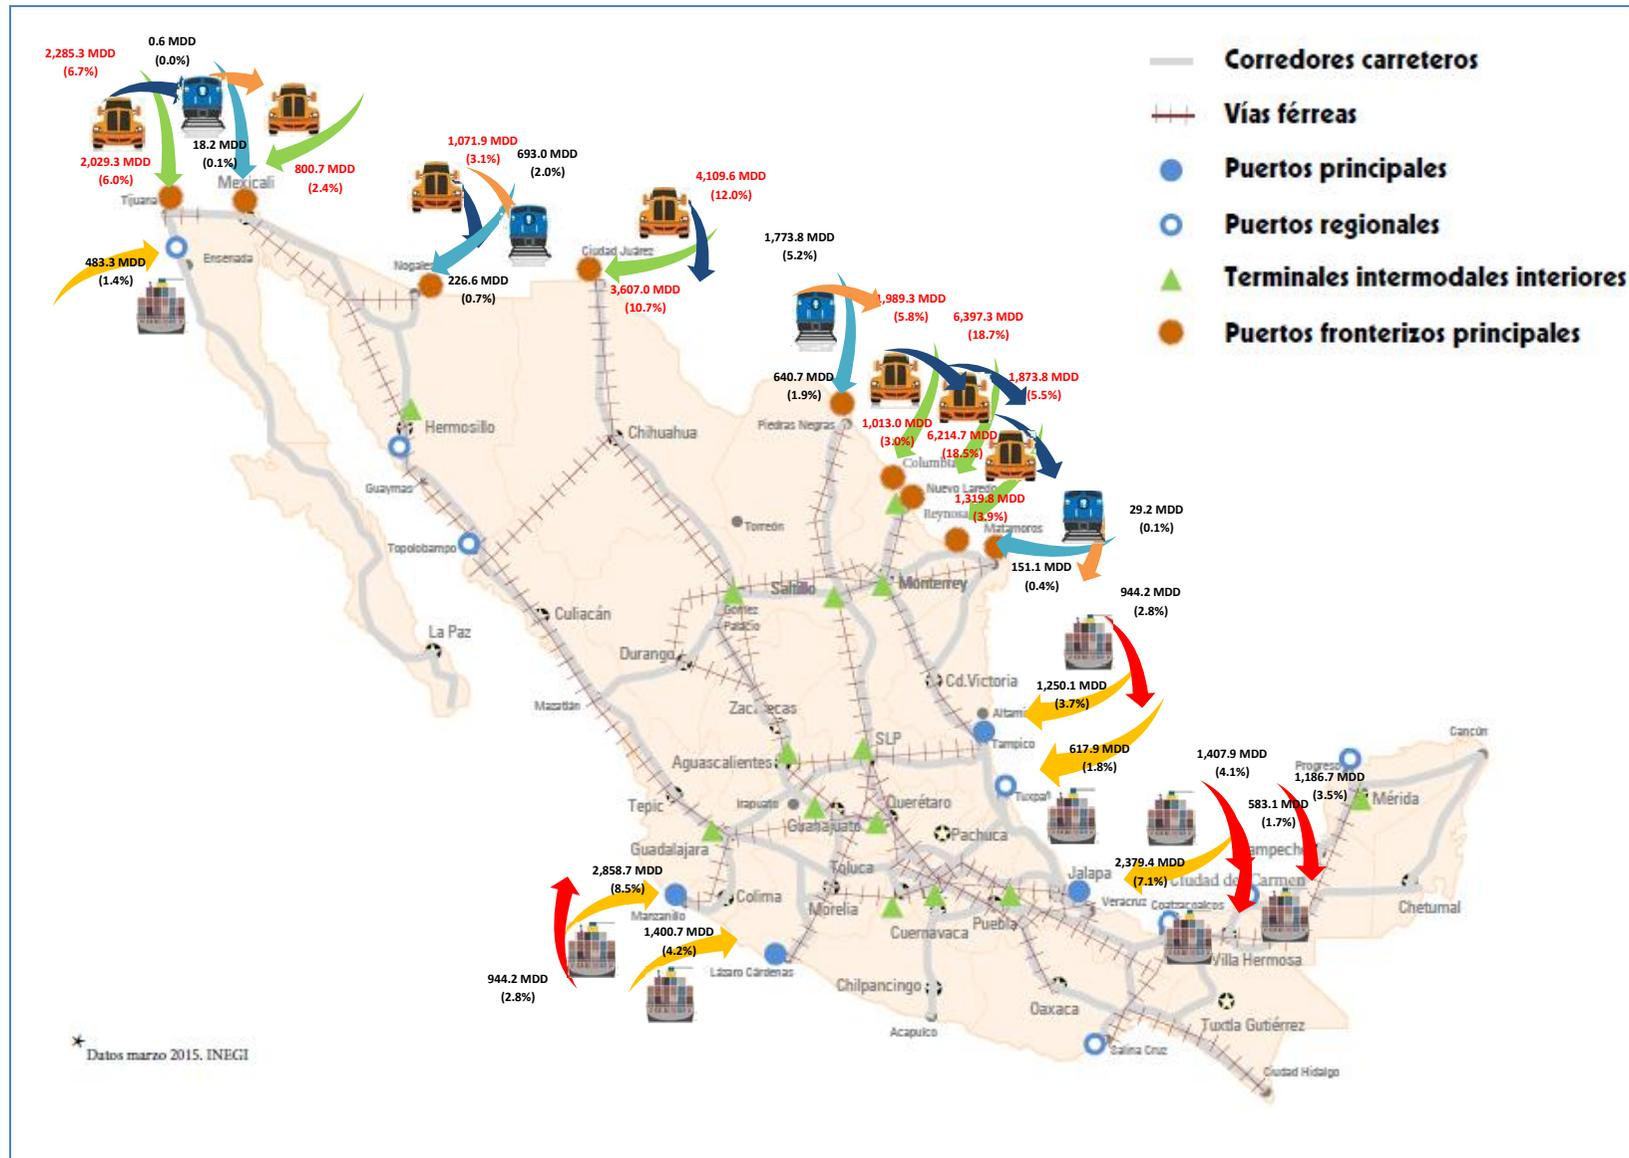 Corredores carreteros
Vías férreas
Puertos principales
Puertos regionales
Terminales intermodales interiores
Puertos fronterizos principales
2,285.3 MDD
(6.7%)
0.6 MDD
(0.0%)
2,029.3 MDD
(6.0%)
18.2 MDD
(0.1%)
800.7 MDD
(2.4%)
Mexicali
Tijuana
483.3 MDD
(1.4%)
Ensenada
1,071.9 MDD
(3.1%)
693.0 MDD
(2.0%)
Nogales
226.6 MDD
(0.7%)
4,109.6 MDD
(12.0%)
Ciudad Juárez
3,607.0 MDD
(10.7%)
1,773.8 MDD
(5.2%)
1,989.3 MDD
(5.8%)
6,397.3 MDD
(18.7%)
640.7 MDD
(1.9%)
1,873.8 MDD
(5.5%)
Piedras Negras
1,013.0 MDD
(3.0%)
6,214.7 MDD
(18.5%)
Columbia
Nuevo Laredo
1,319.8 MDD
(3.9%)
Reynosa
Matamoros
29.2 MDD
(0.1%)
151.1 MDD
(0.4%)
Hermosillo
Chihuahua
Guaymas
Torreón
Topolobampo
Saltillo
Monterrey
Gómez
Palacio
Culiacán
La Paz
Durango
Cd.Victoria
944.2 MDD
(2.8%)
1,250.1 MDD
(3.7%)
Mazatlán
Zacatecas
Tampico
617.9 MDD
(1.8%)
SLP
Aguascalientes
1,407.9 MDD
(4.1%)
Cancún
Progreso
1,186.7 MDD
(3.5%)
Mérida
583.1 MDD
(1.7%)
Tepic
Irapuato
Querétaro
Guanajuato
Pachuca
Tuxpan
Guadalajara
2,858.7 MDD
(8.5%)
Toluca
Jalapa
2,379.4 MDD
(7.1%)
Ciudad del Carmen
Manzanillo
Colima
Morelia
Veracruz
Coatzacoalcos
Chetumal
1,400.7 MDD
(4.2%)
Cuernavaca
Puebla
Villa Hermosa
Lázaro Cárdenas
944.2 MDD
(2.8%)
Chilpancingo
Oaxaca
Acapulco
Tuxtla Gutiérrez
Salina Cruz
Ciudad Hidalgo
* Datos marzo 2015. INEGI